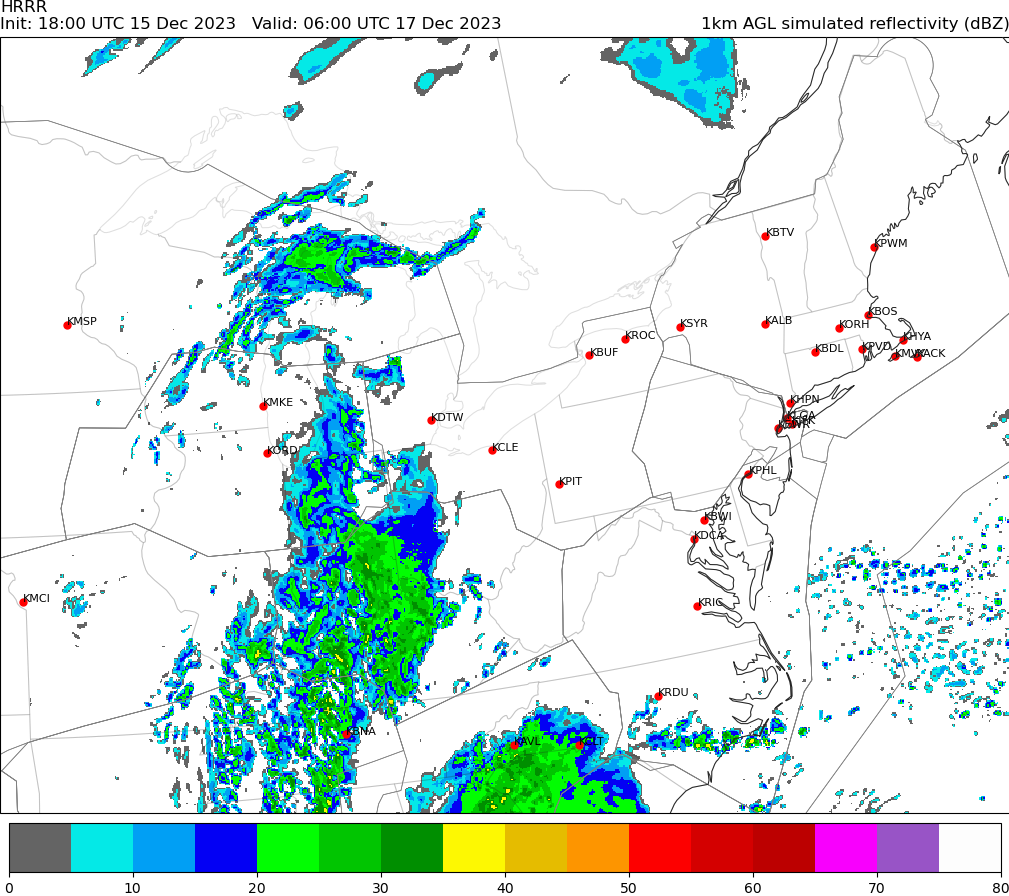 HRRR
Init: 18:00 UTC 15 Dec 2023   Valid: 06:00 UTC 17 Dec 2023   1km AGL simulated reflectivity (dBZ)
KBTV
KPWM
KBOS
KMSP
KSYR
KALB
KORH
KROC
KHYA
KBUF
KBDL
KPVD
KACK
KMKE
KHPN
KDTW
KLGA
KORD
KCLE
KPHL
KPIT
KBWI
KDCA
KMCI
KRIC
KRDU
KBNA
KAVL
KCLT
0 10 20 30 40 50 60 70 80